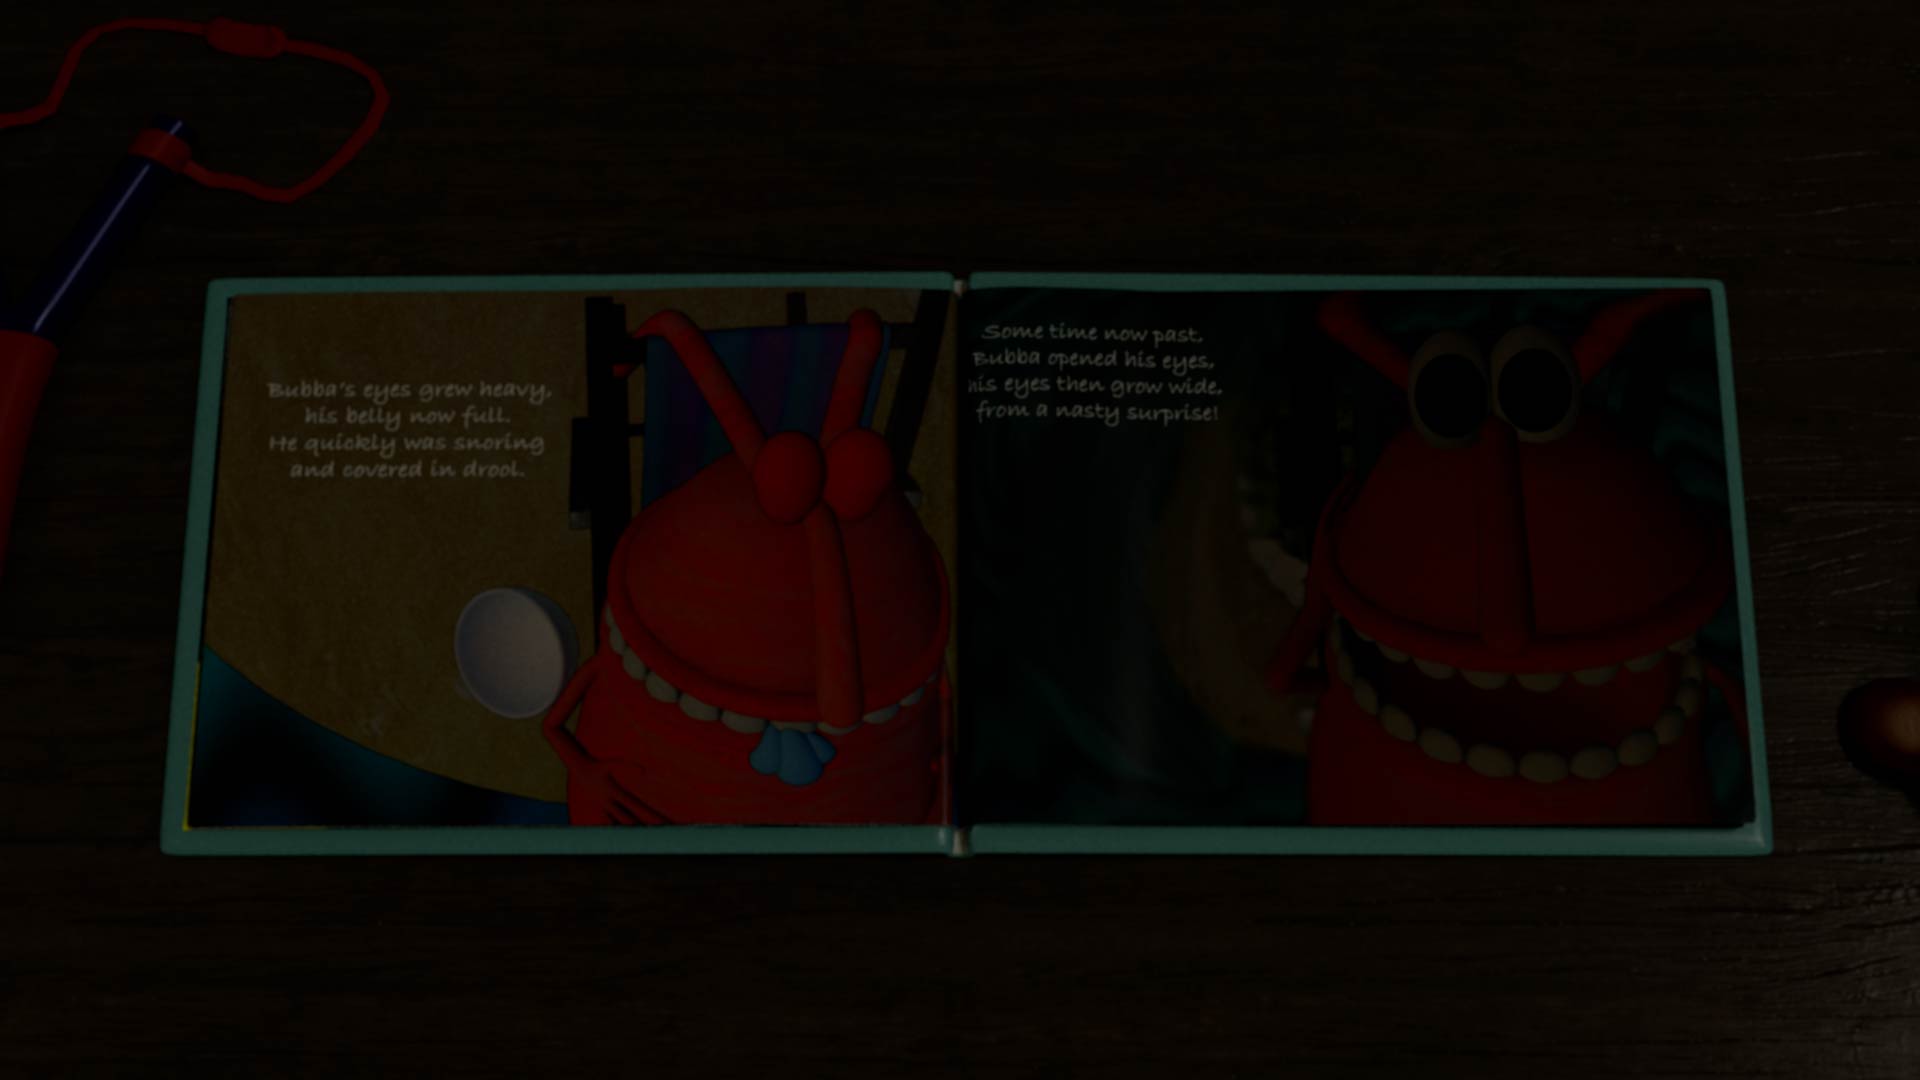 Bubba's eyes grew heavy,
his belly now full.
He quickly was snoring
and covered in drool.
Some time now past,
Bubba opened his eyes,
his eyes then grow wide,
from a nasty surprise!